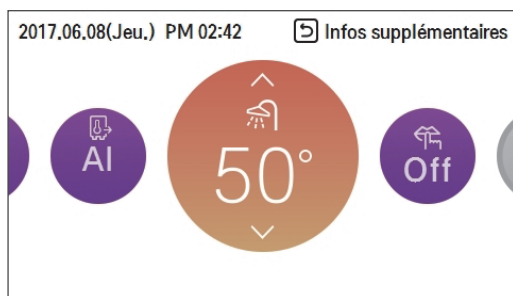 2017.06.08(Jeu.) PM 02:42
Infos supplémentaires
AI
50°
Off